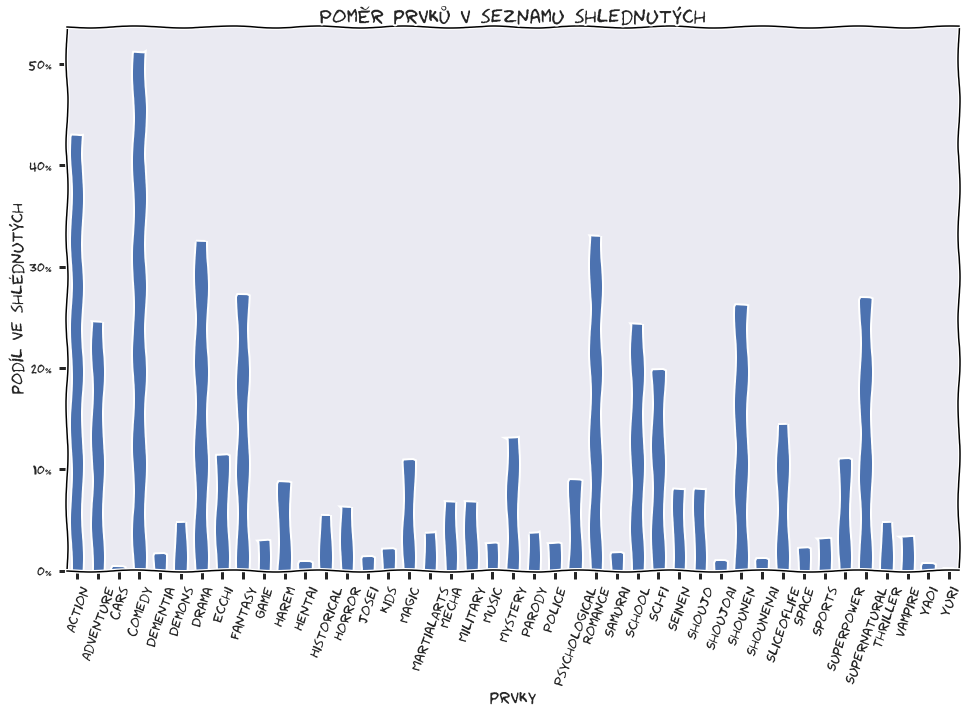 POMĚR PRVKŮ V SEZNAMU SHLEDNUTÝCH
PODÍL VE SHLÉDNUTÝCH
50%
40%
30%
20%
10%
0%
ACTION
ADVENTURE
CARS
COMEDY
DEMENTIA
DEMONS
DRAMA
ECCHI
FANTASY
GAME
HAREM
HENTAI
HISTORICAL
HORROR
JOSEI
KIDS
MAGIC
MARTIALARTS
MECHA
MILITARY
MUSIC
MYSTERY
PARODY
POLICE
PSYCHOLOGICAL
ROMANCE
SAMURAI
SCHOOL
SCI-FI
SEINEN
SHOUJO
SHOUJOAI
SHOUNEN
SHOUNENAI
SLICEOFLIFE
SPACE
SPORTS
SUPERPOWER
SUPERNATURAL
THRILLER
VAMPIRE
YAOI
YURI
PRVKY